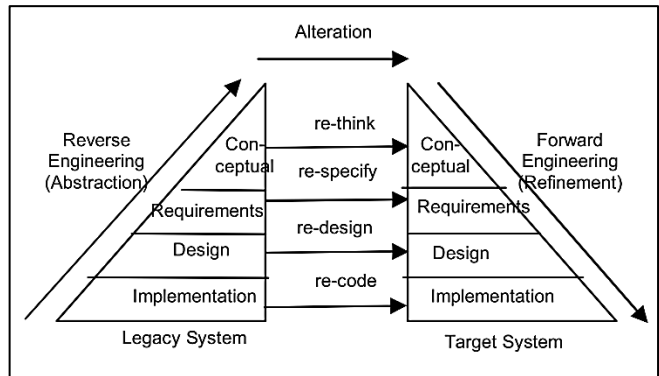 Alteration
Reverse
Engineering
(Abstraction)
Con-
ceptual
Requirements
Design
Implementation
Legacy System
re-think
re-specify
re-design
re-code
Con-
ceptual
Requirements
Design
Implementation
Target System
Forward
Engineering
(Refinement)